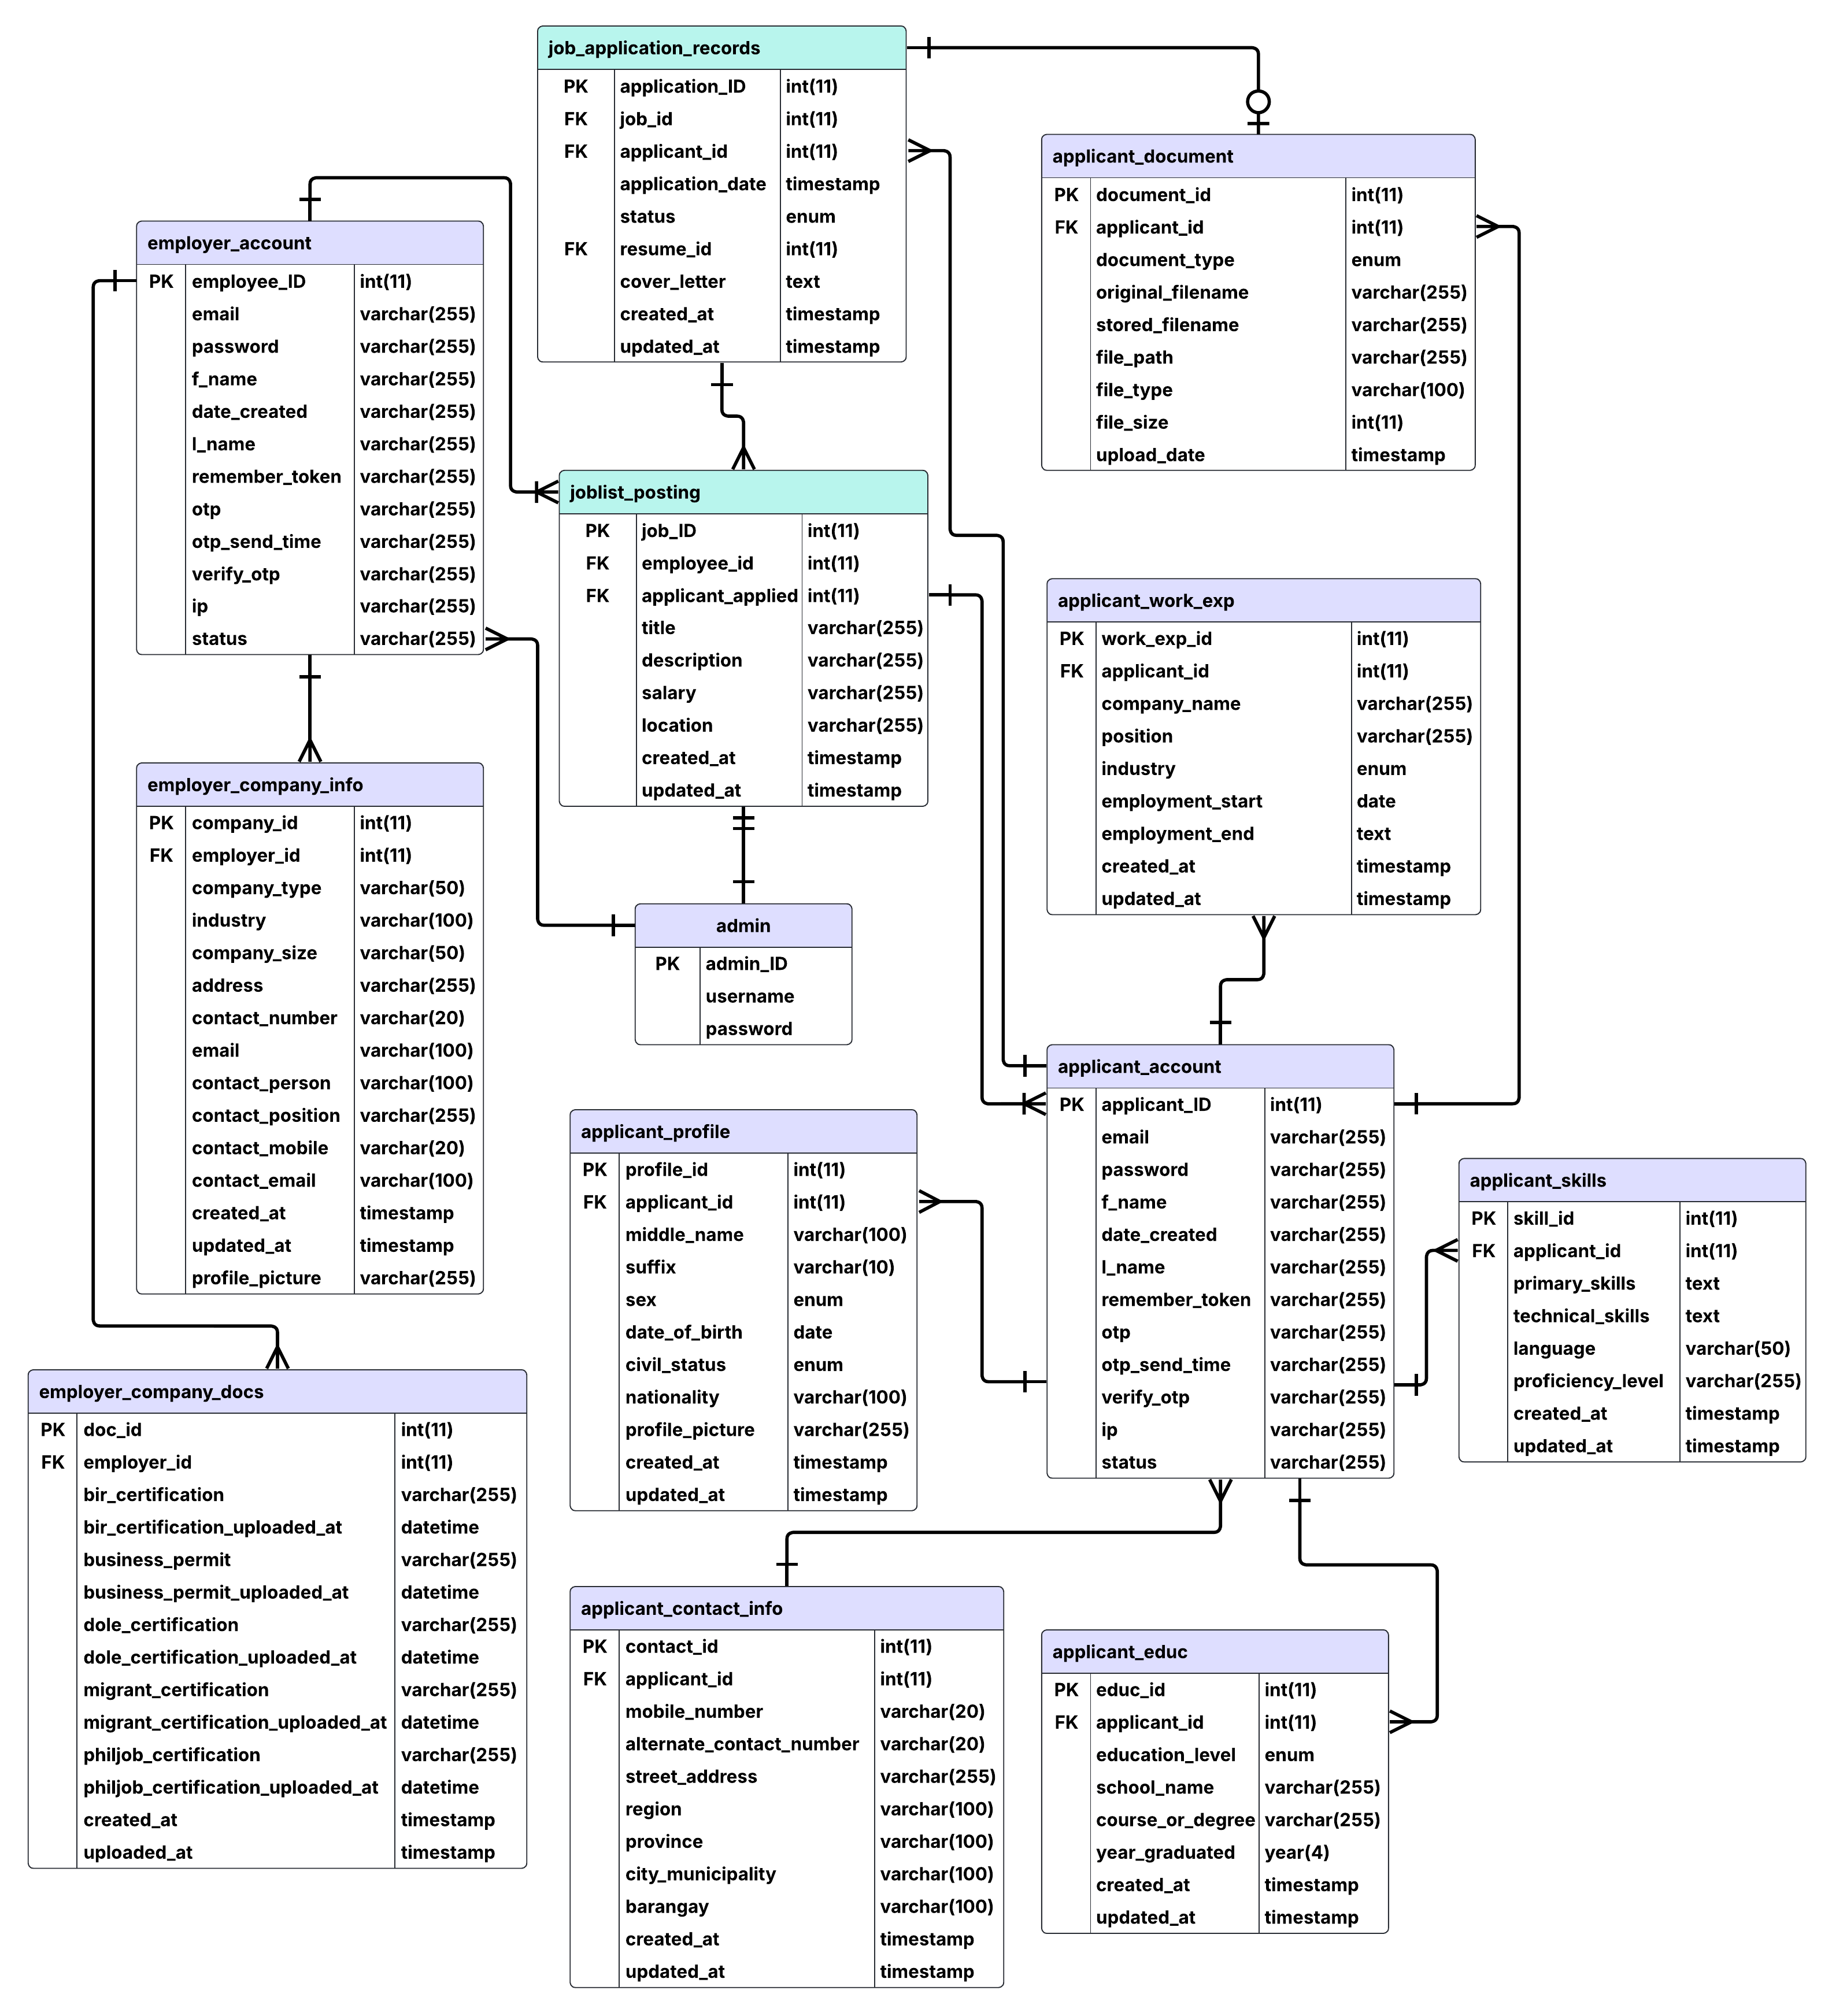 job_application_records
PK application_ID int(11)
FK job_id int(11)
FK applicant_id int(11)
application_date timestamp
status enum
FK resume_id int(11)
cover_letter text
created_at timestamp
updated_at timestamp
applicant_document
PK document_id int(11)
FK applicant_id int(11)
document_type enum
original_filename varchar(255)
stored_filename varchar(255)
file_path varchar(255)
file_type varchar(100)
file_size int(11)
upload_date timestamp
employer_account
PK employee_ID int(11)
email varchar(255)
password varchar(255)
f_name varchar(255)
date_created varchar(255)
l_name varchar(255)
remember_token varchar(255)
otp varchar(255)
otp_send_time varchar(255)
verify_otp varchar(255)
ip varchar(255)
status varchar(255)
joblist_posting
PK job_ID int(11)
FK employee_id int(11)
FK applicant_applied int(11)
title varchar(255)
description varchar(255)
salary varchar(255)
location varchar(255)
created_at timestamp
updated_at timestamp
applicant_work_exp
PK work_exp_id int(11)
FK applicant_id int(11)
company_name varchar(255)
position varchar(255)
industry enum
employment_start date
employment_end text
created_at timestamp
updated_at timestamp
employer_company_info
PK company_id int(11)
FK employer_id int(11)
company_type varchar(50)
industry varchar(100)
company_size varchar(50)
address varchar(255)
contact_number varchar(20)
email varchar(100)
contact_person varchar(100)
contact_position varchar(255)
contact_mobile varchar(20)
contact_email varchar(100)
created_at timestamp
updated_at timestamp
profile_picture varchar(255)
admin
PK admin_ID
username
password
applicant_account
PK applicant_ID int(11)
email varchar(255)
password varchar(255)
f_name varchar(255)
date_created varchar(255)
l_name varchar(255)
remember_token varchar(255)
otp varchar(255)
otp_send_time varchar(255)
verify_otp varchar(255)
ip varchar(255)
status varchar(255)
applicant_profile
PK profile_id int(11)
FK applicant_id int(11)
middle_name varchar(100)
suffix varchar(10)
sex enum
date_of_birth date
civil_status enum
nationality varchar(100)
profile_picture varchar(255)
created_at timestamp
updated_at timestamp
applicant_skills
PK skill_id int(11)
FK applicant_id int(11)
primary_skills text
technical_skills text
language varchar(50)
proficiency_level varchar(255)
created_at timestamp
updated_at timestamp
employer_company_docs
PK doc_id int(11)
FK employer_id int(11)
bir_certification varchar(255)
bir_certification_uploaded_at datetime
business_permit varchar(255)
business_permit_uploaded_at datetime
dole_certification varchar(255)
dole_certification_uploaded_at datetime
migrant_certification varchar(255)
migrant_certification_uploaded_at datetime
philjob_certification varchar(255)
philjob_certification_uploaded_at datetime
created_at timestamp
uploaded_at timestamp
applicant_contact_info
PK contact_id int(11)
FK applicant_id int(11)
mobile_number varchar(20)
alternate_contact_number varchar(20)
street_address varchar(255)
region varchar(100)
province varchar(100)
city_municipality varchar(100)
barangay varchar(100)
created_at timestamp
updated_at timestamp
applicant_educ
PK educ_id int(11)
FK applicant_id int(11)
education_level enum
school_name varchar(255)
course_or_degree varchar(255)
year_graduated year(4)
created_at timestamp
updated_at timestamp